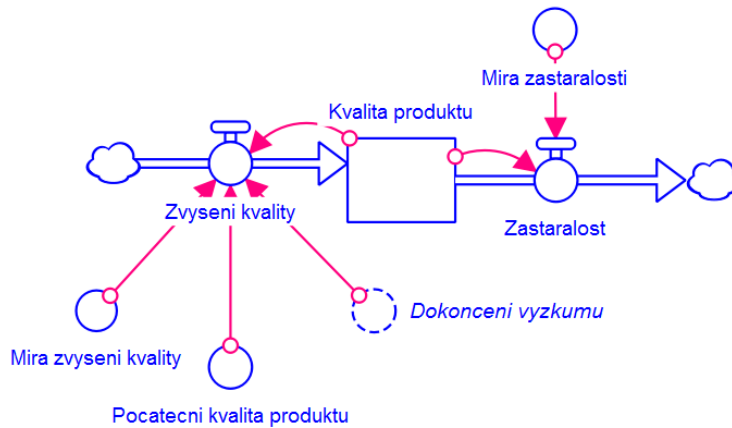 Mira zastaralosti
Kvalita produktu
Zvyseni kvality
Zastaralost
Dokonceni vyzkumu
Mira zvyseni kvality
Pocatecni kvalita produktu